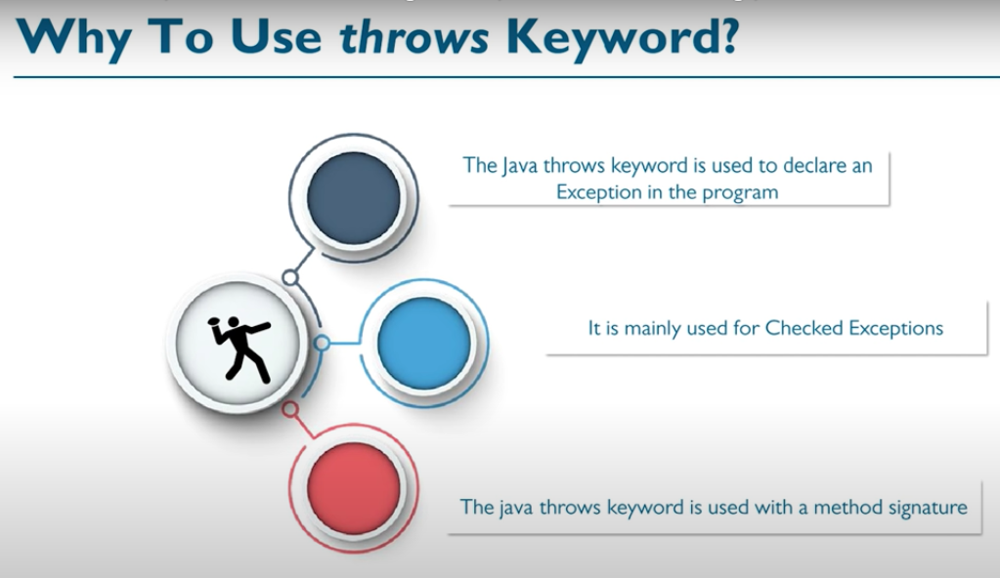 Why To Use throws Keyword?
The Java throws keyword is used to declare an
Exception in the program
It is mainly used for Checked Exceptions
The java throws keyword is used with a method signature